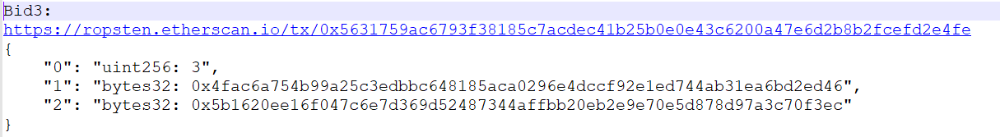 Bid3:
https://ropsten.etherscan.io/tx/0x5631759ac6793f38185c7acdec41b25b0e0e43c6200a47e6d2b8b2fcefd2e4fe
{
    "0": "uint256: 3",
    "1": "bytes32: 0x4fac6a754b99a25c3edbbc648185aca0296e4dccf92e1ed744ab31ea6bd2ed46",
    "2": "bytes32: 0x5b1620ee16f047c6e7d369d52487344affbb20eb2e9e70e5d878d97a3c70f3ec"
}